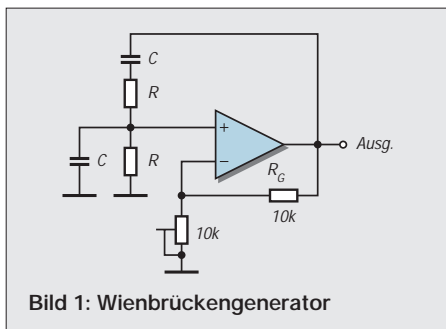 C
R
+
C
R
−
R_G
Ausg.
10k
10k
Bild 1: Wienbrückengenerator